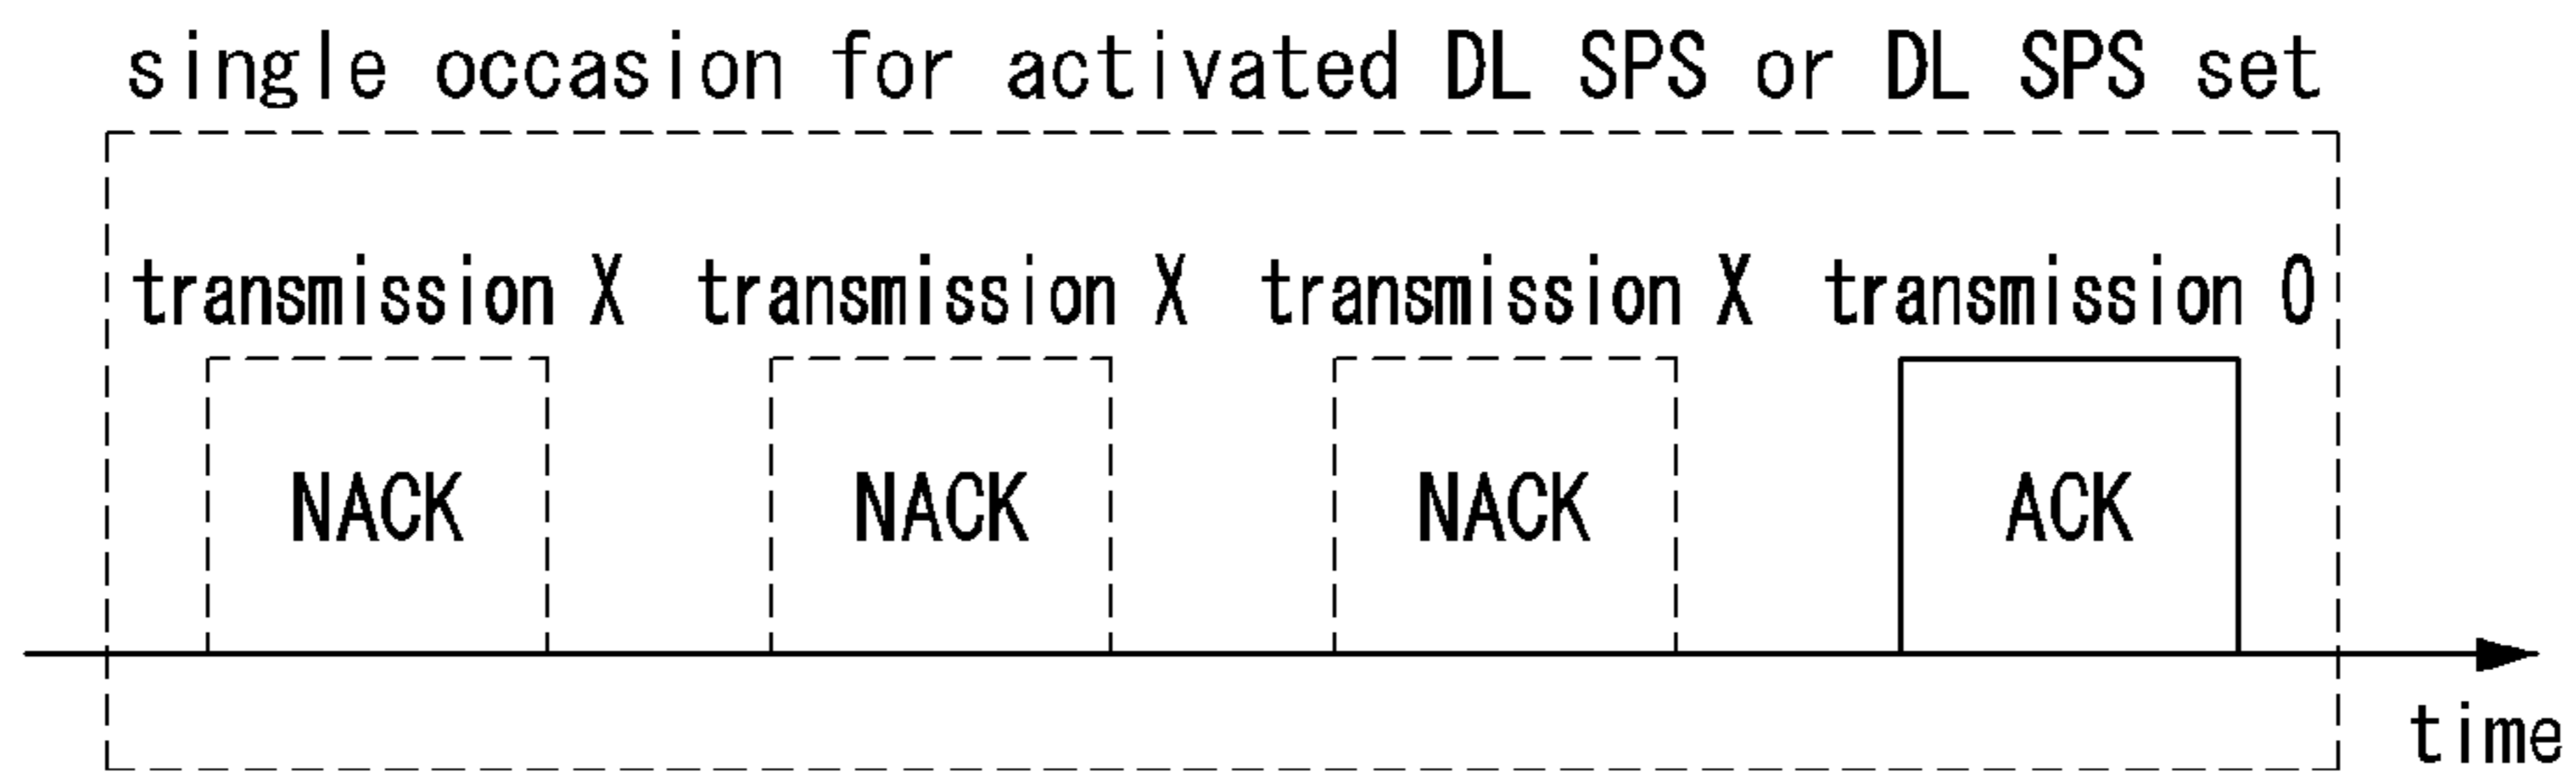 single occasion for activated DL SPS or DL SPS set
transmission X transmission X transmission X transmission O
NACK NACK NACK ACK
time